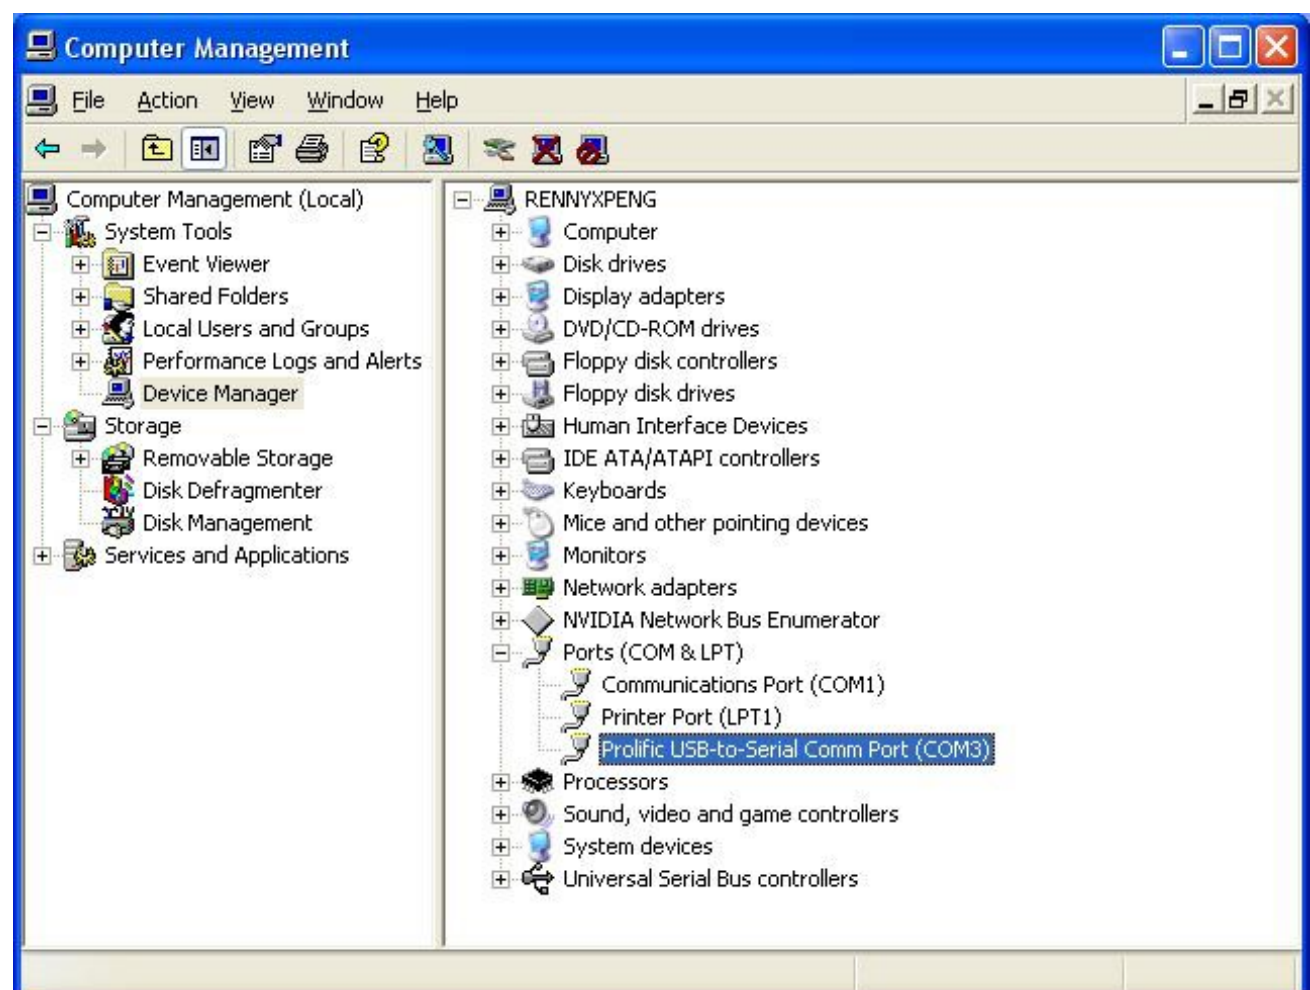 Computer Management
File Action View Window Help
Computer Management (Local)
System Tools
Event Viewer
Shared Folders
Local Users and Groups
Performance Logs and Alerts
Device Manager
Storage
Removable Storage
Disk Defragmenter
Disk Management
Services and Applications
RENNYXPENG
Computer
Disk drives
Display adapters
DVD/CD-ROM drives
Floppy disk controllers
Floppy disk drives
Human Interface Devices
IDE ATA/ATAPI controllers
Keyboards
Mice and other pointing devices
Monitors
Network adapters
NVIDIA Network Bus Enumerator
Ports (COM & LPT)
Communications Port (COM1)
Printer Port (LPT1)
Prolific USB-to-Serial Comm Port (COM3)
Processors
Sound, video and game controllers
System devices
Universal Serial Bus controllers